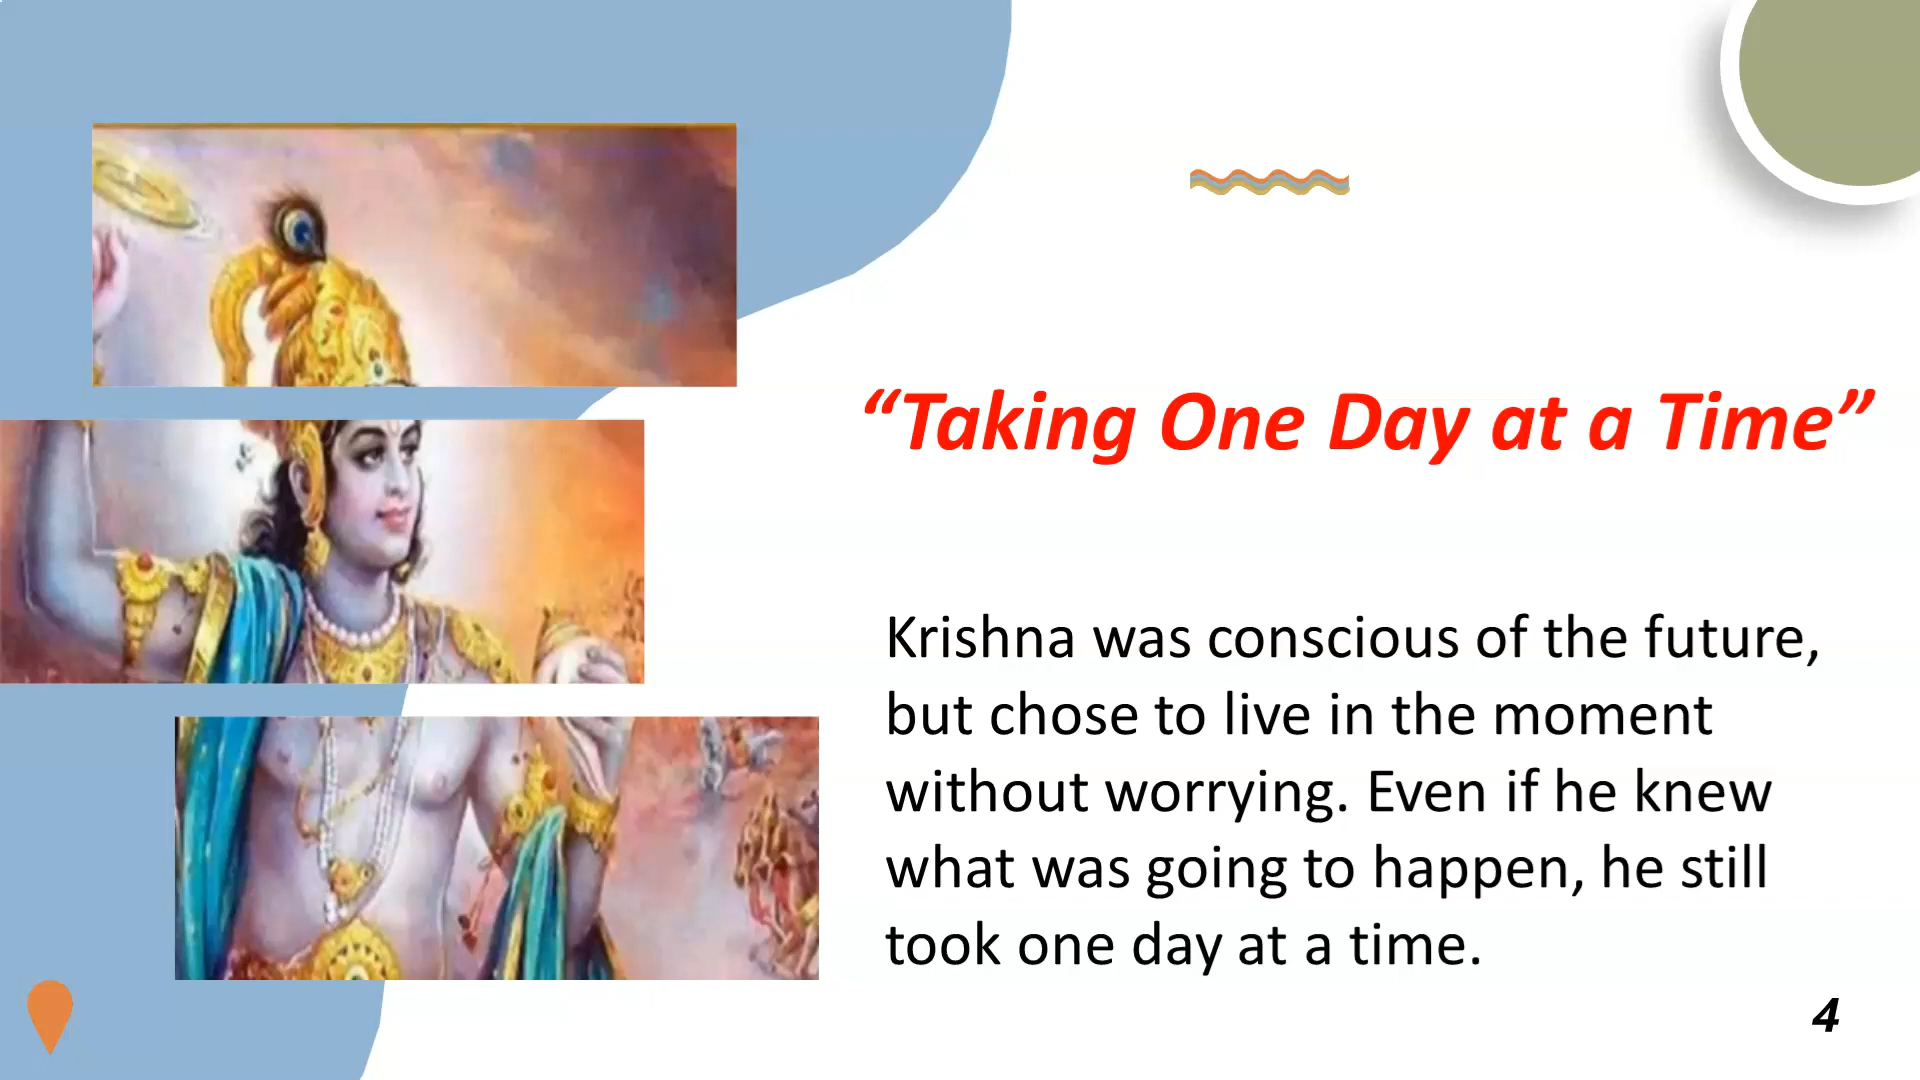 “Taking One Day at a Time”
Krishna was conscious of the future,
but chose to live in the moment
without worrying. Even if he knew
what was going to happen, he still
took one day at a time.
4